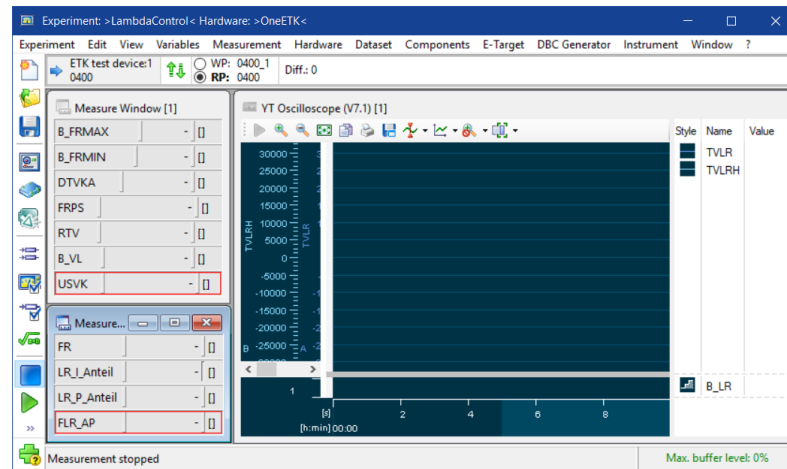 Experiment: >LambdaControl< Hardware: >OneETK<
Experiment Edit View Variables Measurement Hardware Dataset Components E-Target DBC Generator Instrument Window ?
ETK test device:1
0400
WP: 0400_1
RP: 0400
Diff.: 0
Measure Window [1]
B_FRMAX - []
B_FRMIN - []
DTVKA - []
FRPS - []
RTV - []
B_VL - []
USVK - []
Measure...
FR - []
LR_I_Anteil - []
LR_P_Anteil - []
FLR_AP - []
YT Oscilloscope (V7.1) [1]
TVLRH
TVLR
30000
25000
20000
15000
10000
5000
0
-5000
-10000
-15000
-20000
B -25000 A
1
[s] 2 4 6 8
[h:min] 00:00
Style Name Value
TVLR
TVLRH
B_LR
Measurement stopped
Max. buffer level: 0%